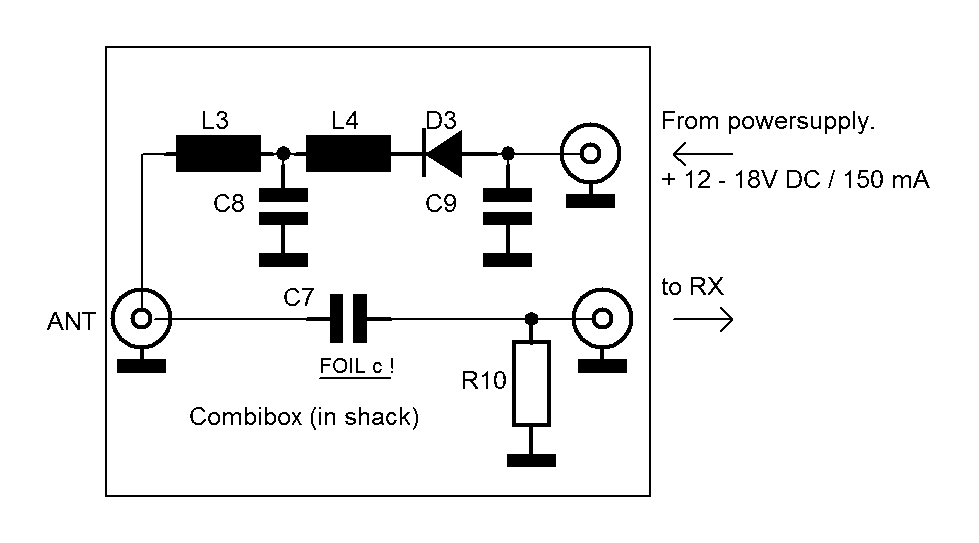 L3
L4
D3
From powersupply.
+ 12 - 18V DC / 150 mA
C8
C9
to RX
C7
ANT
FOIL c !
R10
Combibox (in shack)